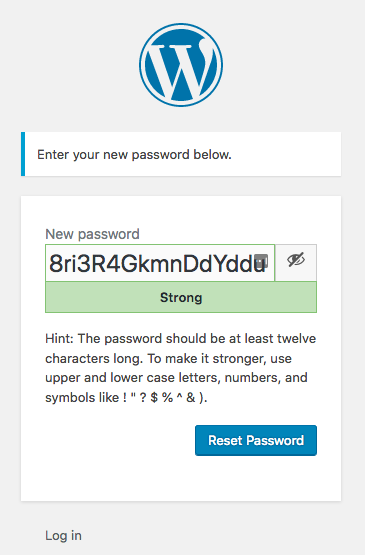 Enter your new password below.
New password
8ri3R4GkmnDdYddu
Strong
Hint: The password should be at least twelve
characters long. To make it stronger, use
upper and lower case letters, numbers, and
symbols like ! " ? $ % ^ & ).
Reset Password
Log in